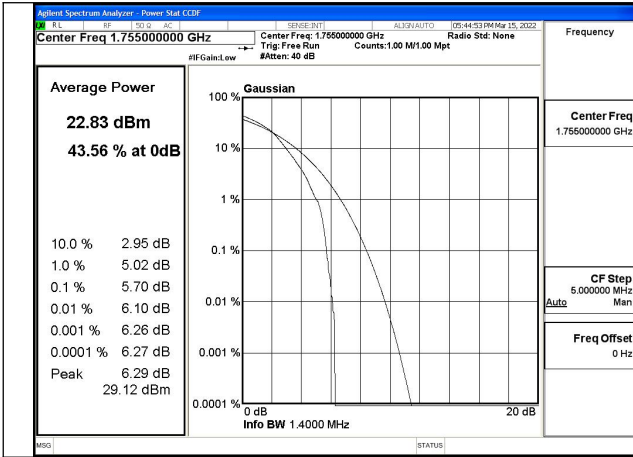 Agilent Spectrum Analyzer - Power Stat CCDF
RL RF 50 Ω AC SENSE:INT ALIGNAUTO 05:44:53 PM Mar 15, 2022
Center Freq 1.755000000 GHz
Center Freq: 1.755000000 GHz Radio Std: None
Trig: Free Run Counts:1.00 M/1.00 Mpt
#IFGain:Low #Atten: 40 dB
Frequency
Average Power
22.83 dBm
43.56 % at 0dB
10.0 % 2.95 dB
1.0 % 5.02 dB
0.1 % 5.70 dB
0.01 % 6.10 dB
0.001 % 6.26 dB
0.0001 % 6.27 dB
Peak 6.29 dB
29.12 dBm
Gaussian
100 %
10 %
1 %
0.1 %
0.01 %
0.001 %
0.0001 %
0 dB 20 dB
Info BW 1.4000 MHz
Center Freq
1.755000000 GHz
CF Step
5.000000 MHz
Auto Man
Freq Offset
0 Hz
MSG STATUS